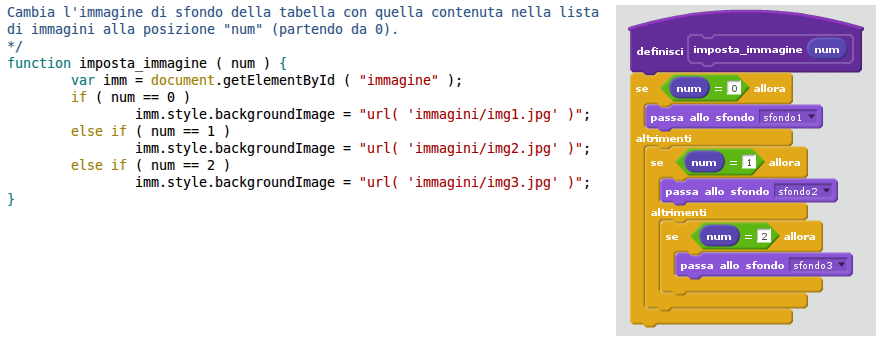 Cambia l'immagine di sfondo della tabella con quella contenuta nella lista
di immagini alla posizione "num" (partendo da 0).
*/
function imposta_immagine ( num ) {
var imm = document.getElementById ( "immagine" );
if ( num == 0 )
imm.style.backgroundImage = "url( 'immagini/img1.jpg' )";
else if ( num == 1 )
imm.style.backgroundImage = "url( 'immagini/img2.jpg' )";
else if ( num == 2 )
imm.style.backgroundImage = "url( 'immagini/img3.jpg' )";
}
definisci imposta_immagine num
se num = 0 allora
passa allo sfondo sfondo1
altrimenti
se num = 1 allora
passa allo sfondo sfondo2
altrimenti
se num = 2 allora
passa allo sfondo sfondo3